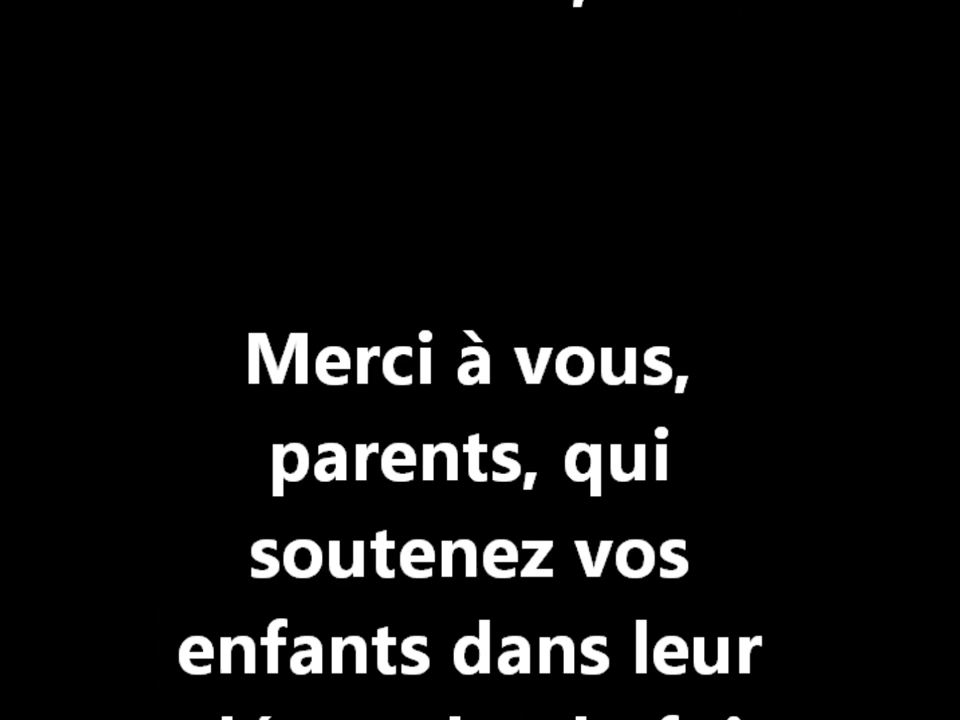 Merci à vous,
parents, qui
soutenez vos
enfants dans leur